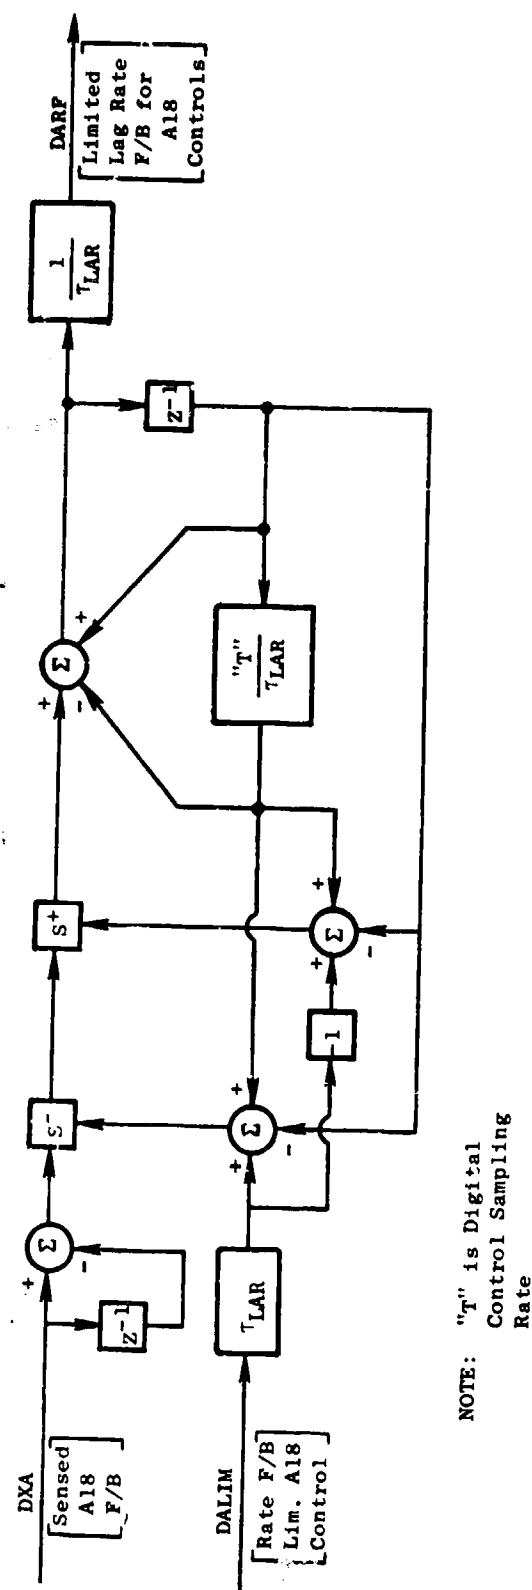 DXA
Sensed
A18
F/B
+
Σ
-
Z-1
S-
S+
+
Σ
+
-
Z-1
1
τLAR
DARF
Limited
Lag Rate
F/B for
A18
Controls
DALIM
Rate F/B
Lim. A18
Control
τLAR
+
Σ
+
-
-1
+
Σ
+
-
"T"
τLAR
NOTE: "T" is Digital
Control Sampling
Rate